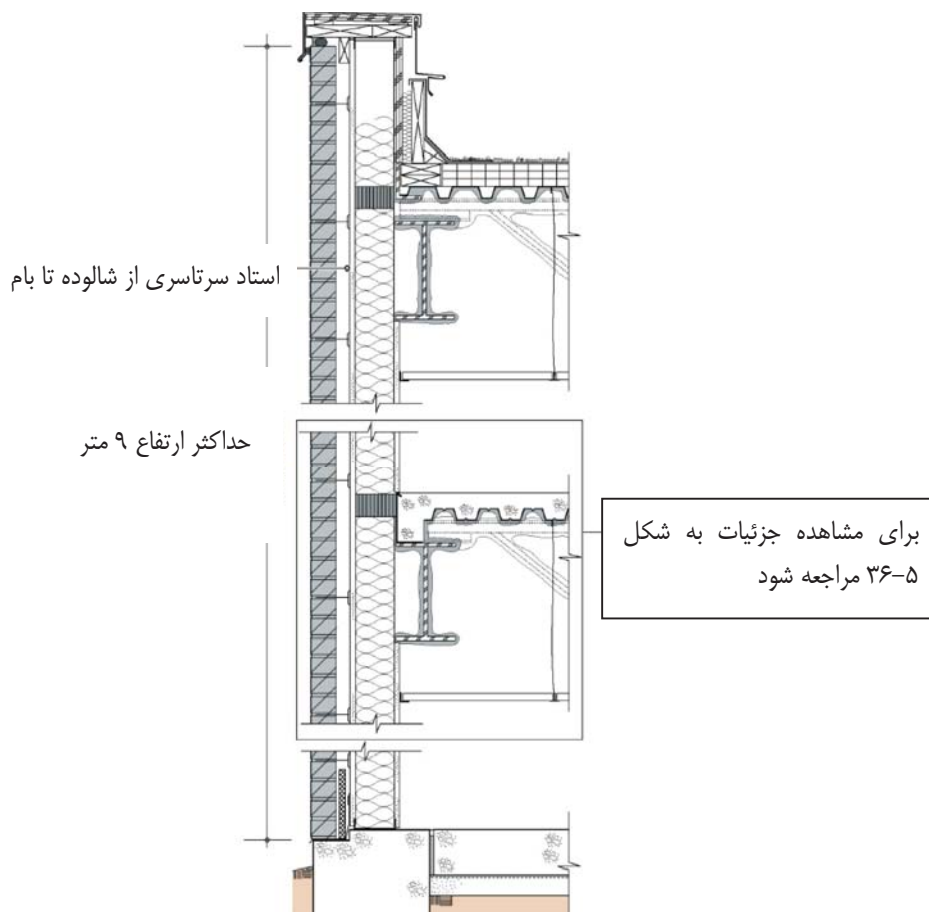 استاد سرتاسری از شالوده تا بام
حداکثر ارتفاع ۹ متر
برای مشاهده جزئیات به شکل
۵-۳۶ مراجعه شود